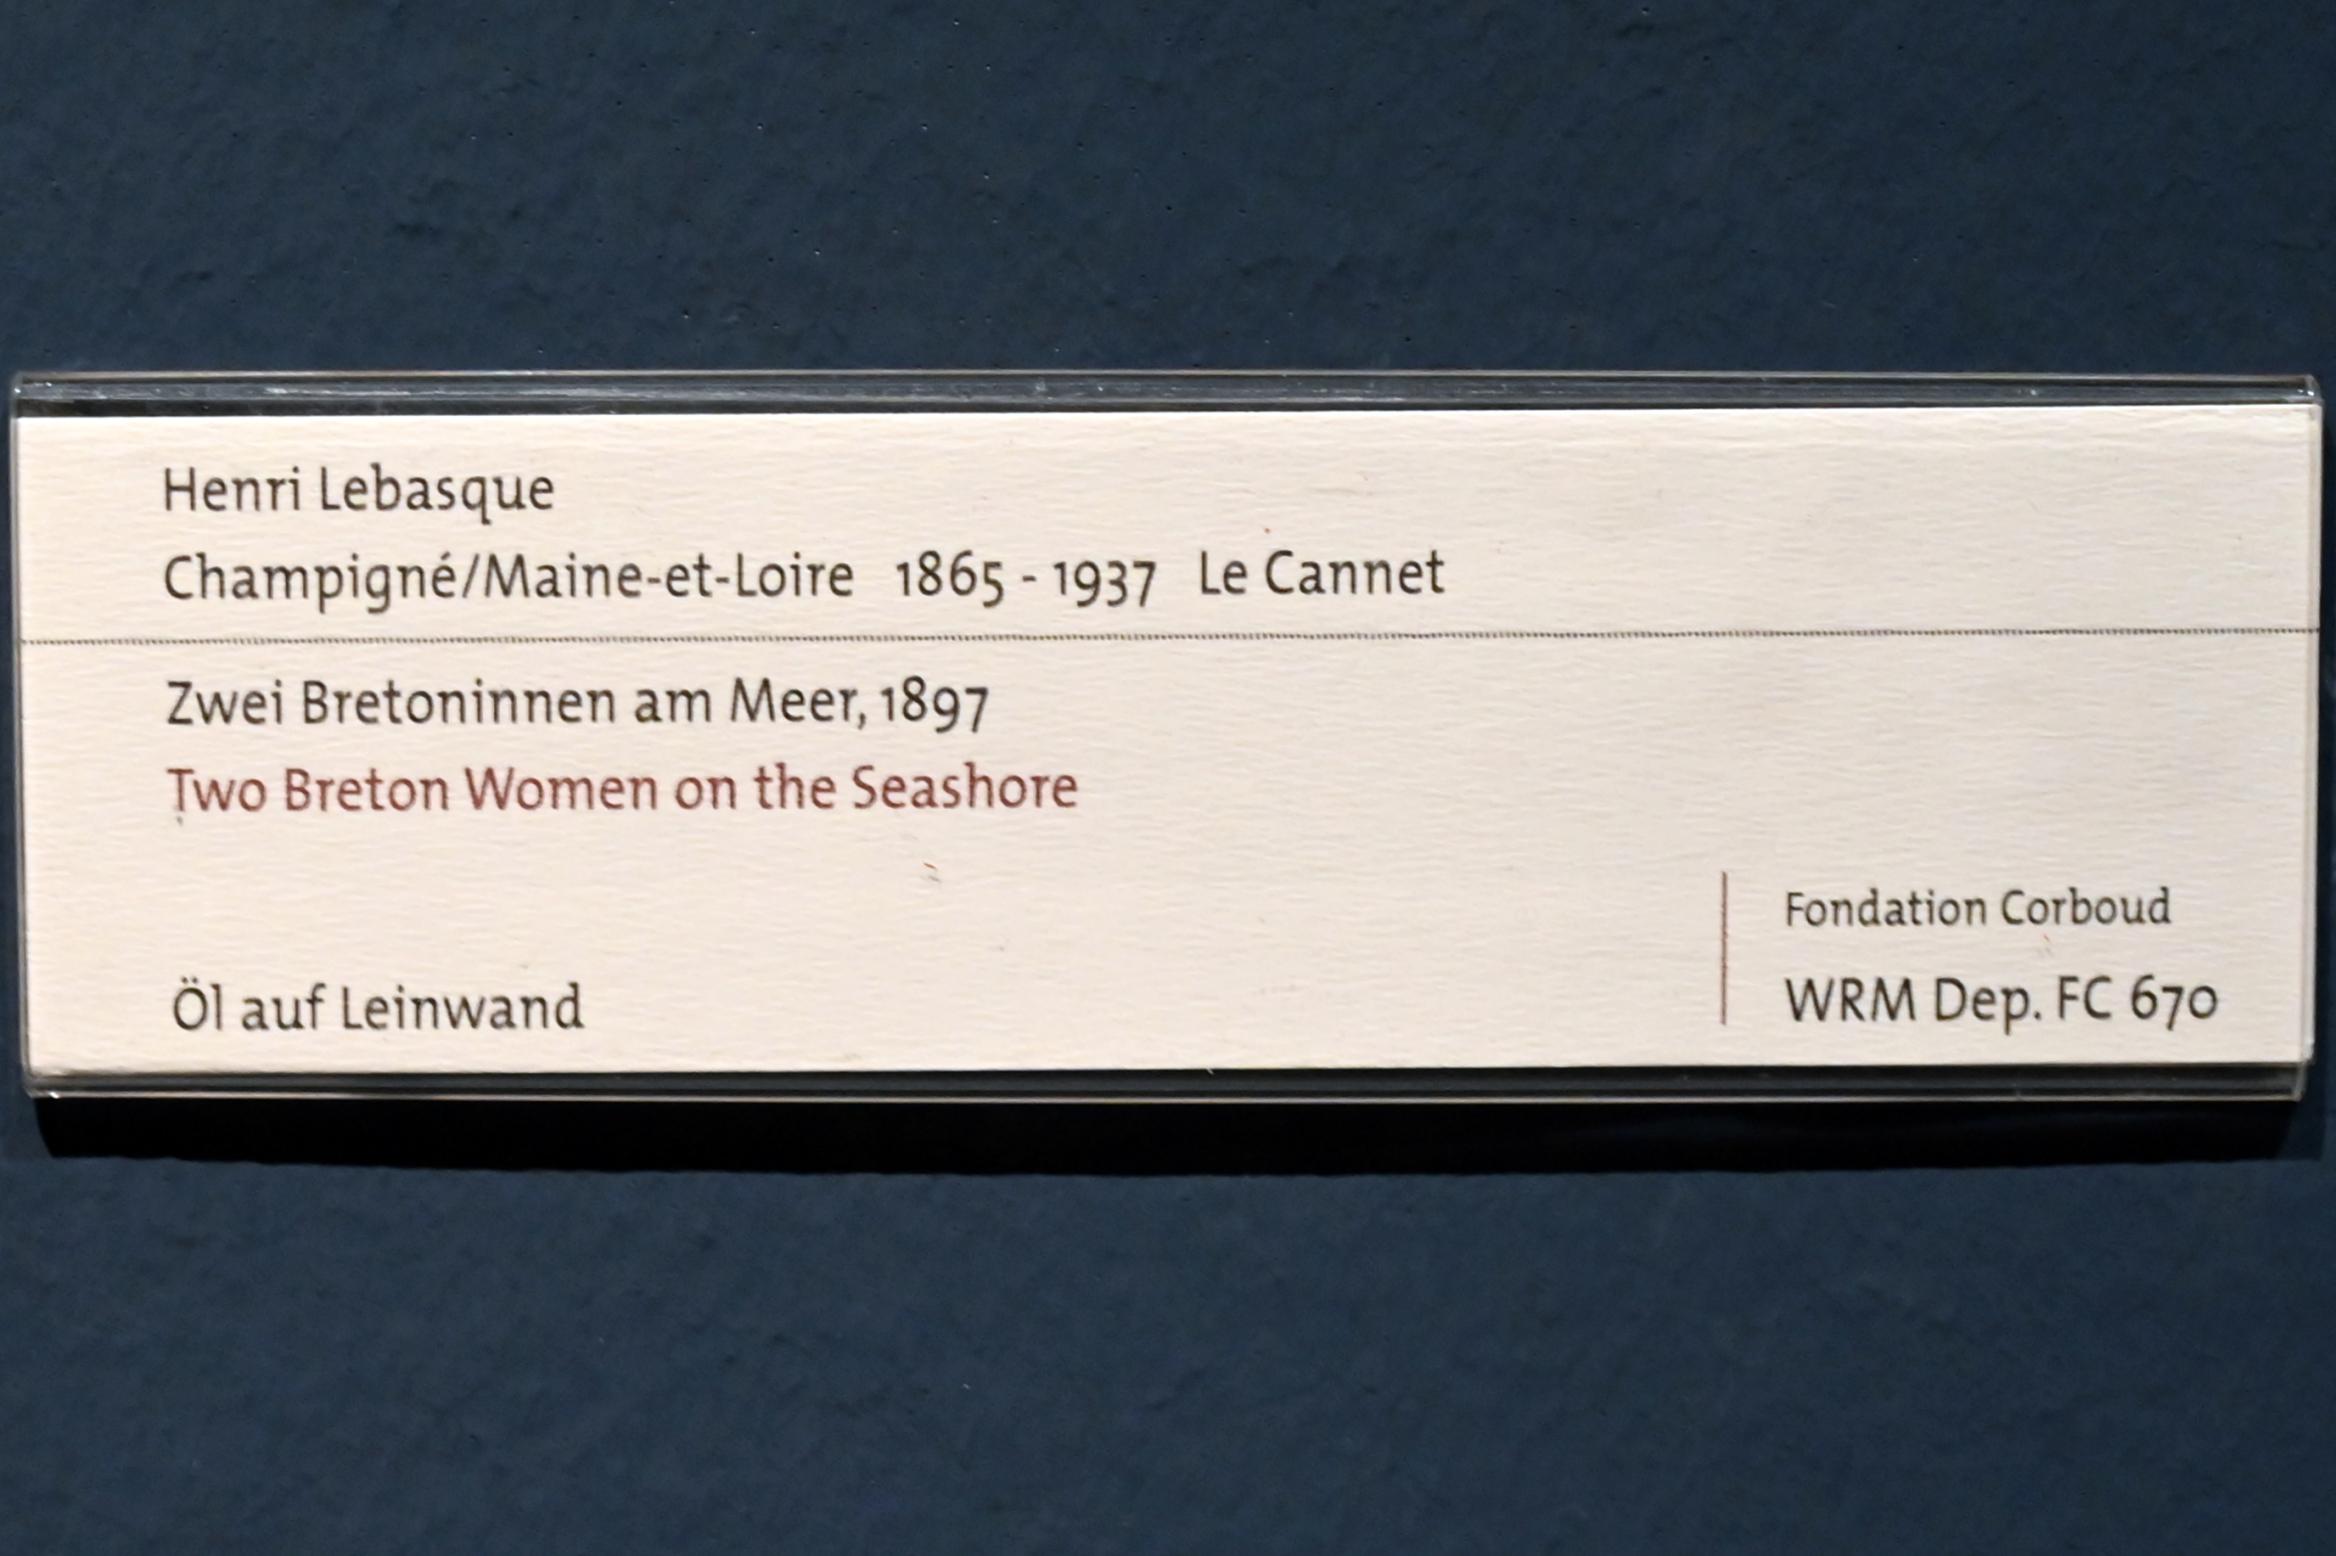 Henri Lebasque
Champigné/Maine-et-Loire 1865 - 1937 Le Cannet
Zwei Bretoninnen am Meer, 1897
Two Breton Women on the Seashore
Öl auf Leinwand
Fondation Corboud
WRM Dep. FC 670